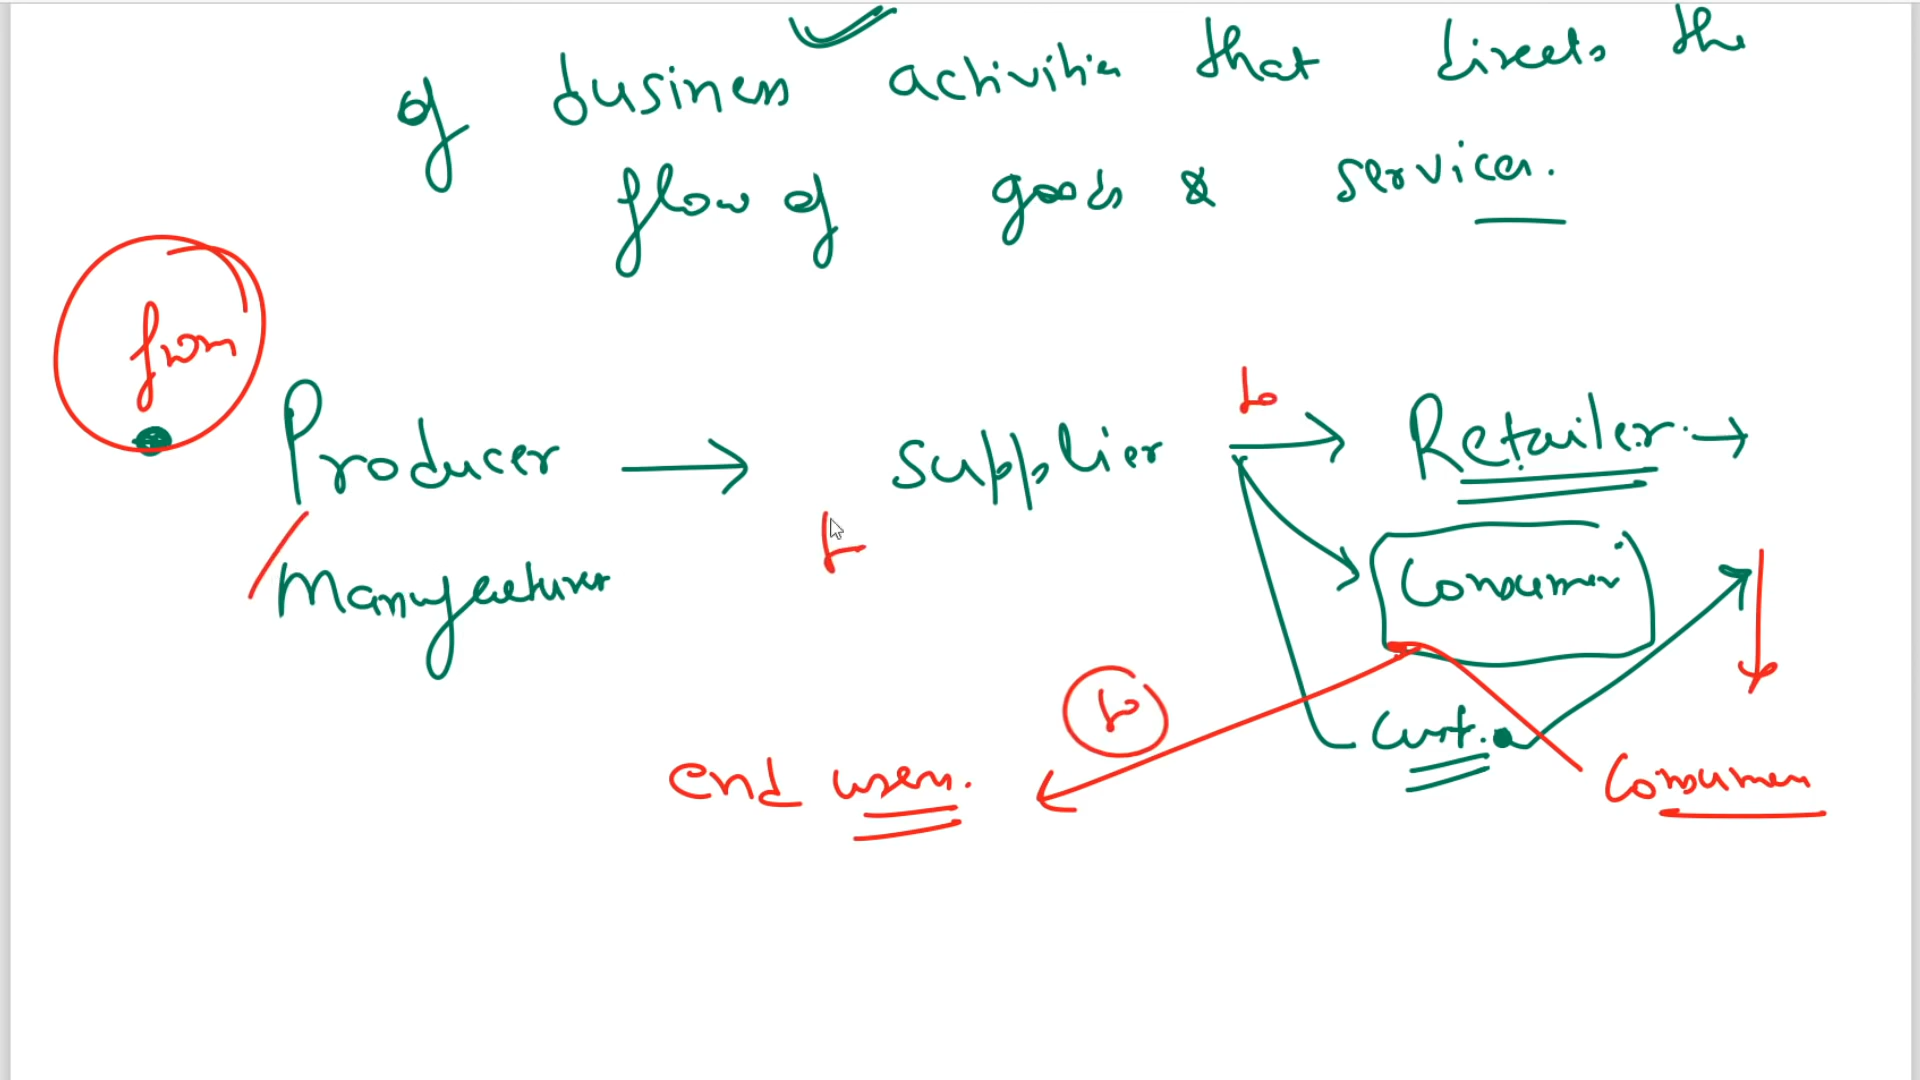 of business activities that directs the
flow of goods & services.
from
to
Producer → Supplier → Retailer →
Manufacturer
Consumer
to
Cust.
end users.
Consumer